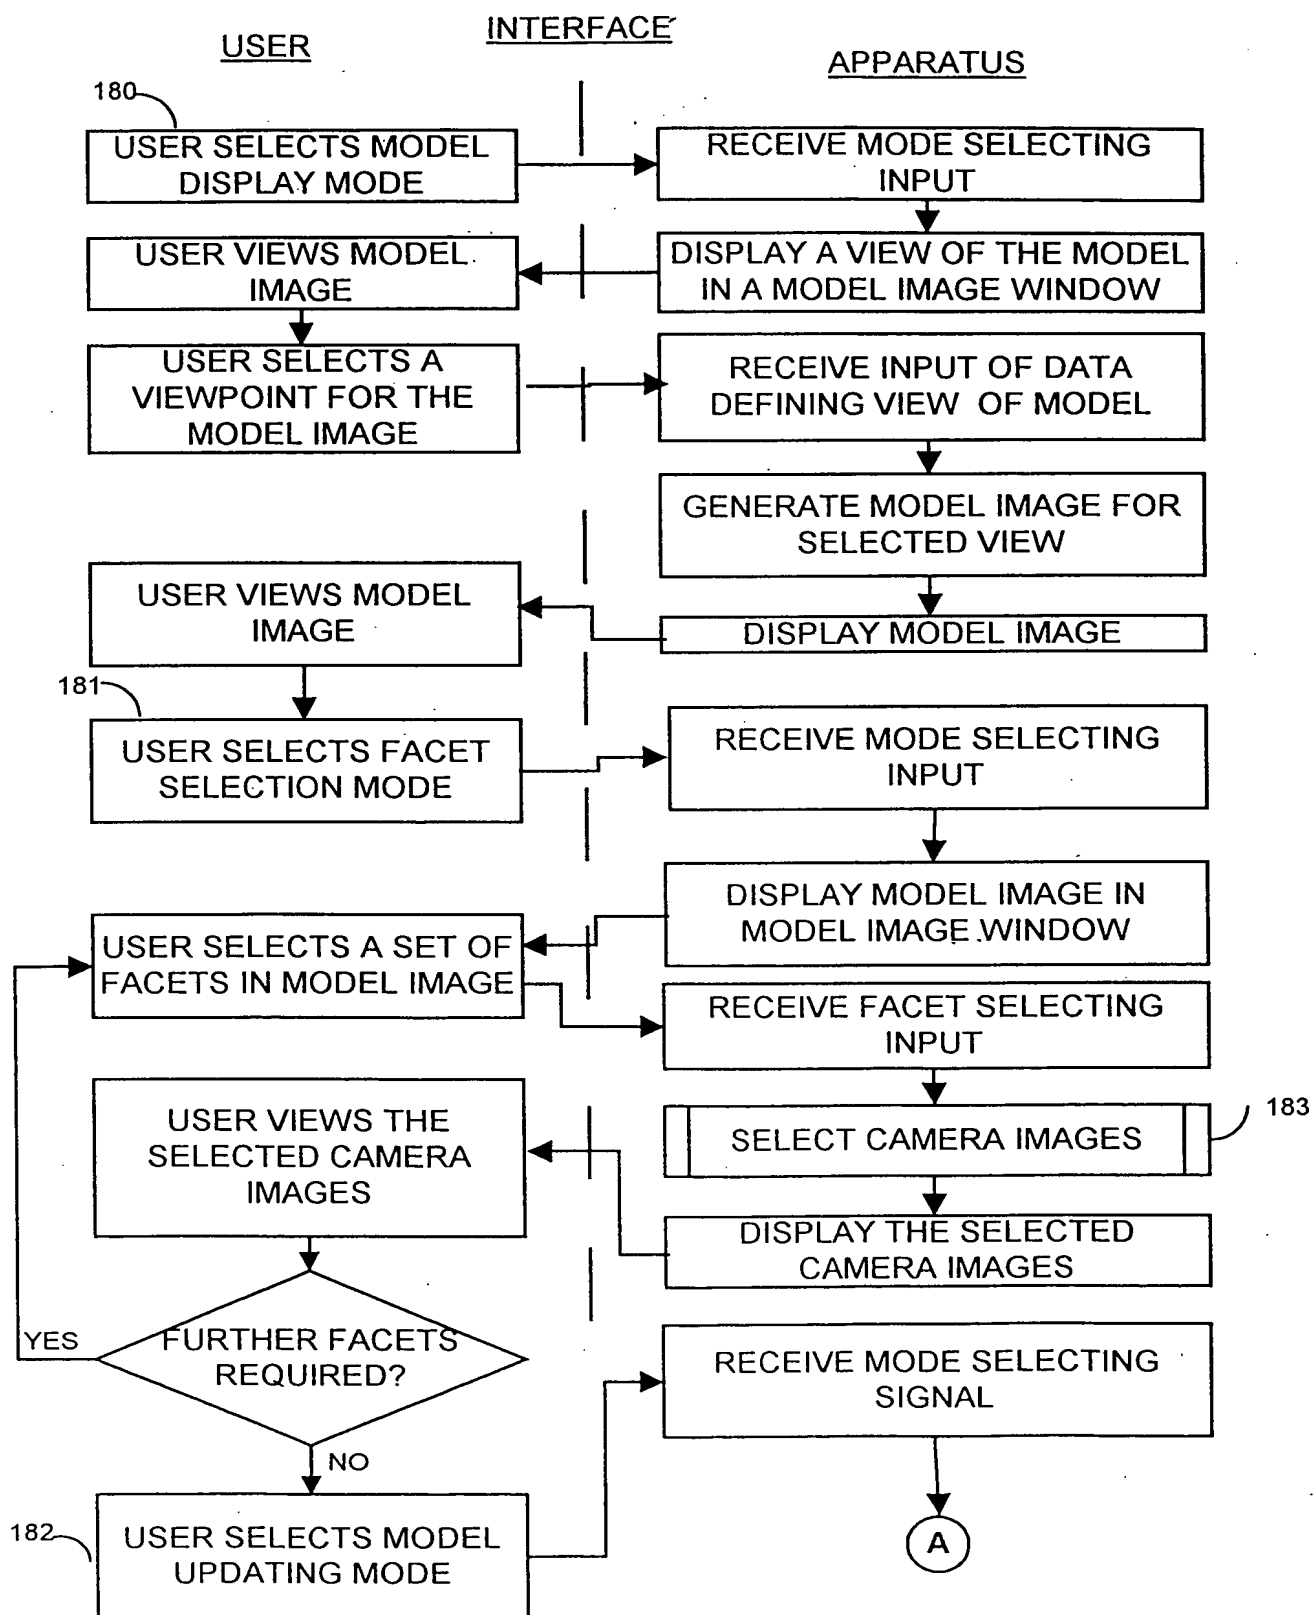 USER
INTERFACE
APPARATUS
180
USER SELECTS MODEL
DISPLAY MODE
RECEIVE MODE SELECTING
INPUT
USER VIEWS MODEL
IMAGE
DISPLAY A VIEW OF THE MODEL
IN A MODEL IMAGE WINDOW
USER SELECTS A
VIEWPOINT FOR THE
MODEL IMAGE
RECEIVE INPUT OF DATA
DEFINING VIEW OF MODEL
GENERATE MODEL IMAGE FOR
SELECTED VIEW
USER VIEWS MODEL
IMAGE
DISPLAY MODEL IMAGE
181
USER SELECTS FACET
SELECTION MODE
RECEIVE MODE SELECTING
INPUT
DISPLAY MODEL IMAGE IN
MODEL IMAGE WINDOW
USER SELECTS A SET OF
FACETS IN MODEL IMAGE
RECEIVE FACET SELECTING
INPUT
USER VIEWS THE
SELECTED CAMERA
IMAGES
SELECT CAMERA IMAGES
183
DISPLAY THE SELECTED
CAMERA IMAGES
YES
FURTHER FACETS
REQUIRED?
RECEIVE MODE SELECTING
SIGNAL
NO
182
USER SELECTS MODEL
UPDATING MODE
A